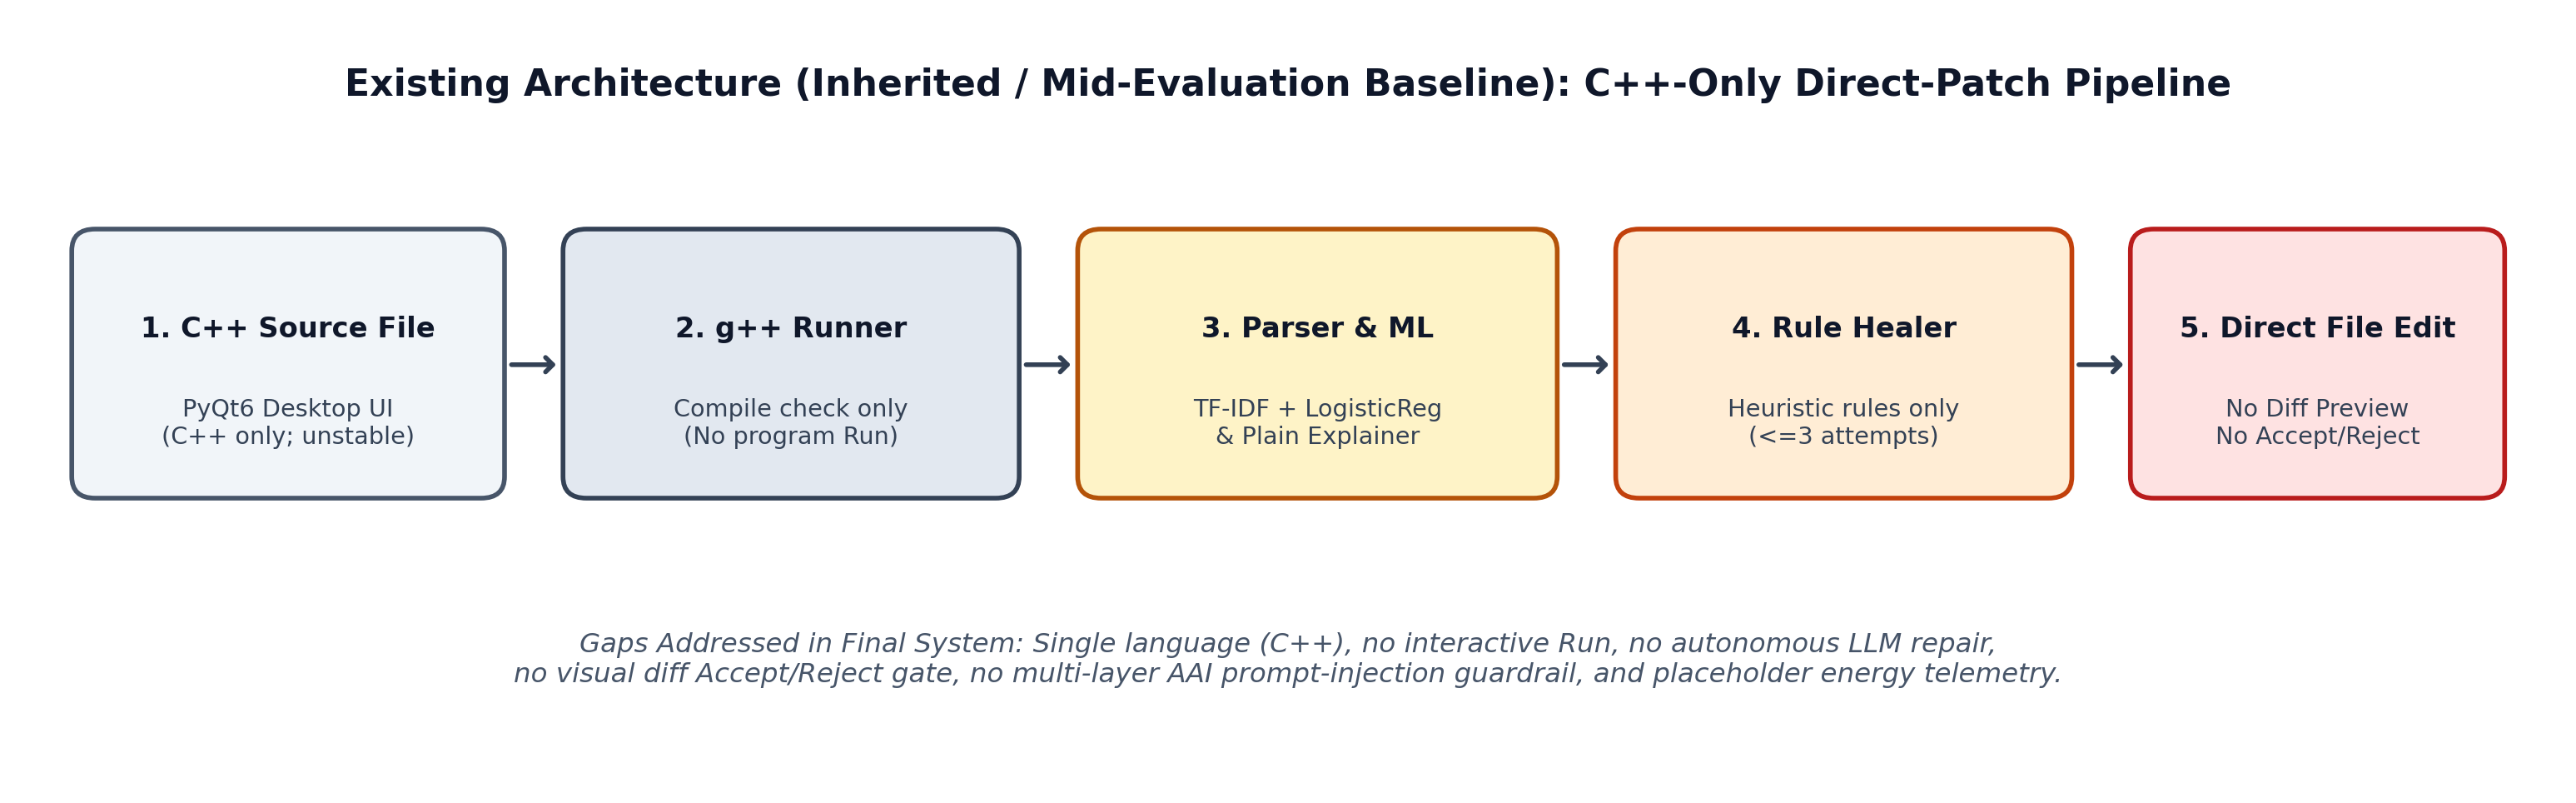 Existing Architecture (Inherited / Mid-Evaluation Baseline): C++-Only Direct-Patch Pipeline
1. C++ Source File
PyQt6 Desktop UI
(C++ only; unstable)
2. g++ Runner
Compile check only
(No program Run)
3. Parser & ML
TF-IDF + LogisticReg
& Plain Explainer
4. Rule Healer
Heuristic rules only
(<=3 attempts)
5. Direct File Edit
No Diff Preview
No Accept/Reject
Gaps Addressed in Final System: Single language (C++), no interactive Run, no autonomous LLM repair,
no visual diff Accept/Reject gate, no multi-layer AAI prompt-injection guardrail, and placeholder energy telemetry.